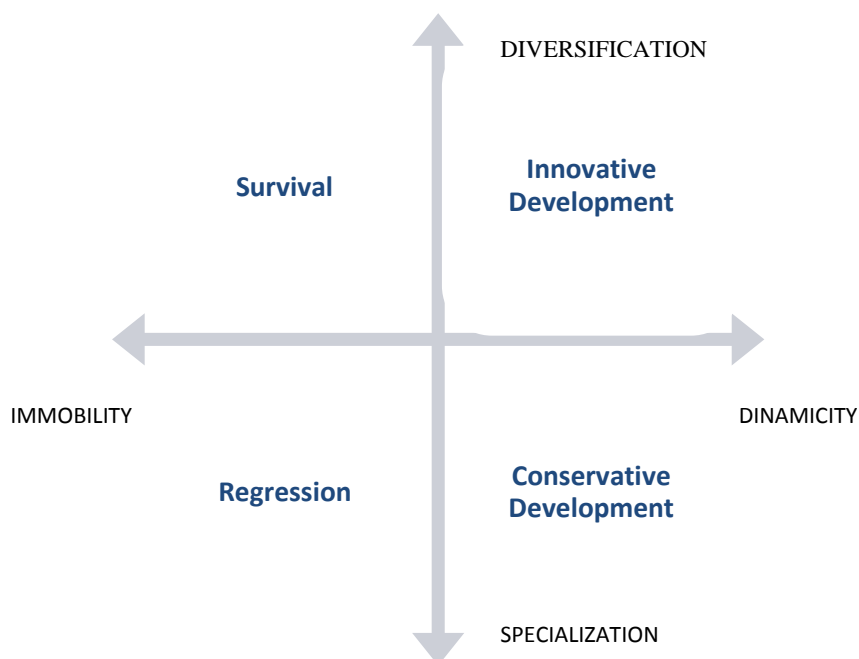 DIVERSIFICATION
Survival
Innovative
Development
IMMOBILITY
DINAMICITY
Regression
Conservative
Development
SPECIALIZATION